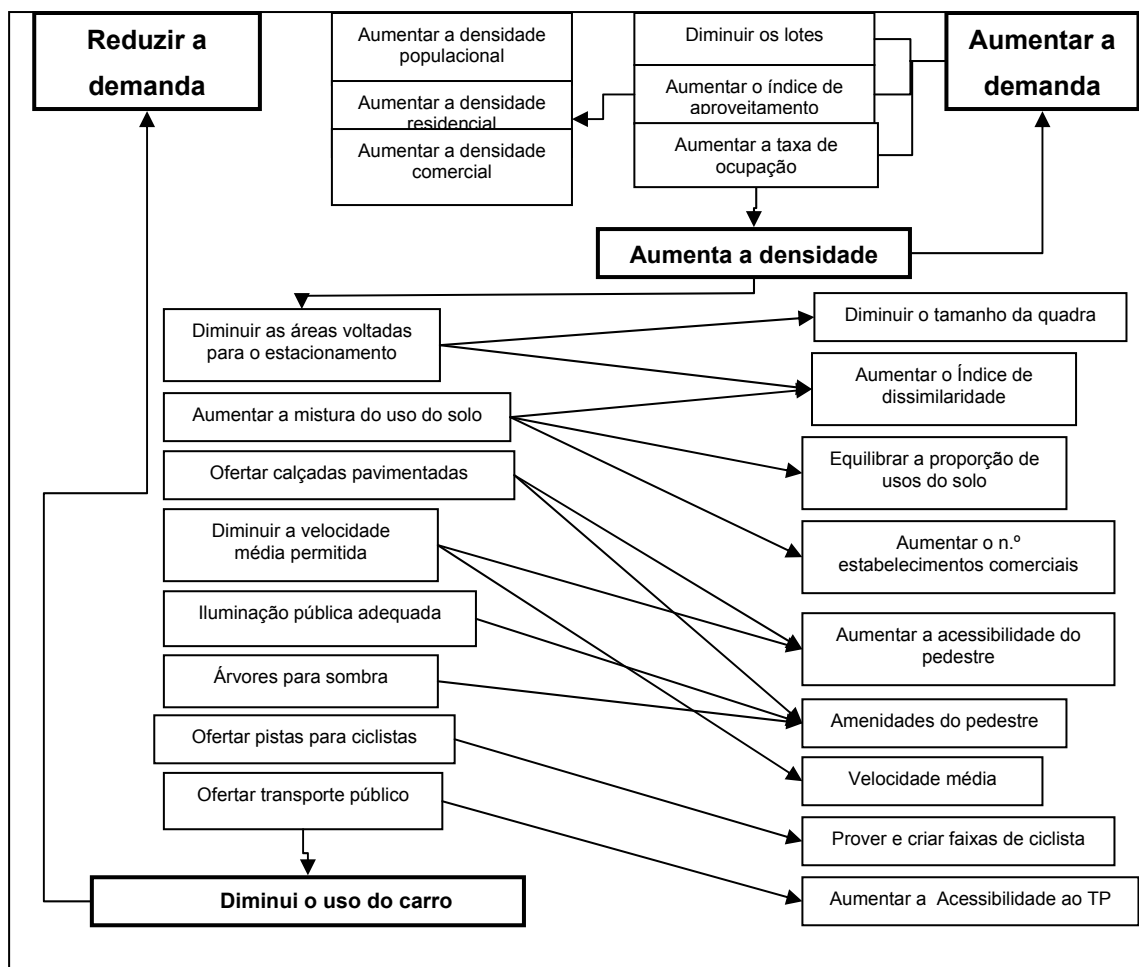 Reduzir a
demanda
Aumentar a densidade
populacional
Aumentar a densidade
residencial
Aumentar a densidade
comercial
Diminuir os lotes
Aumentar o índice de
aproveitamento
Aumentar a taxa de
ocupação
Aumentar a
demanda
Aumenta a densidade
Diminuir as áreas voltadas
para o estacionamento
Aumentar a mistura do uso do solo
Ofertar calçadas pavimentadas
Diminuir a velocidade
média permitida
Iluminação pública adequada
Árvores para sombra
Ofertar pistas para ciclistas
Ofertar transporte público
Diminui o uso do carro
Diminuir o tamanho da quadra
Aumentar o Índice de
dissimilaridade
Equilibrar a proporção de
usos do solo
Aumentar o n.º
estabelecimentos comerciais
Aumentar a acessibilidade do
pedestre
Amenidades do pedestre
Velocidade média
Prover e criar faixas de ciclista
Aumentar a Acessibilidade ao TP